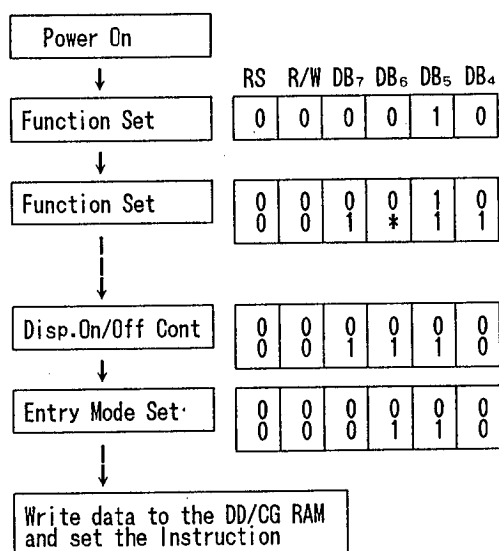 Power On
RS R/W DB₇ DB₆ DB₅ DB₄
Function Set 0 0 0 0 1 0
Function Set 0 0 0 0 1 0
0 0 1 * 1 1
Disp.On/Off Cont 0 0 0 0 0 0
0 0 1 1 1 0
Entry Mode Set 0 0 0 0 0 0
0 0 0 1 1 0
Write data to the DD/CG RAM
and set the Instruction